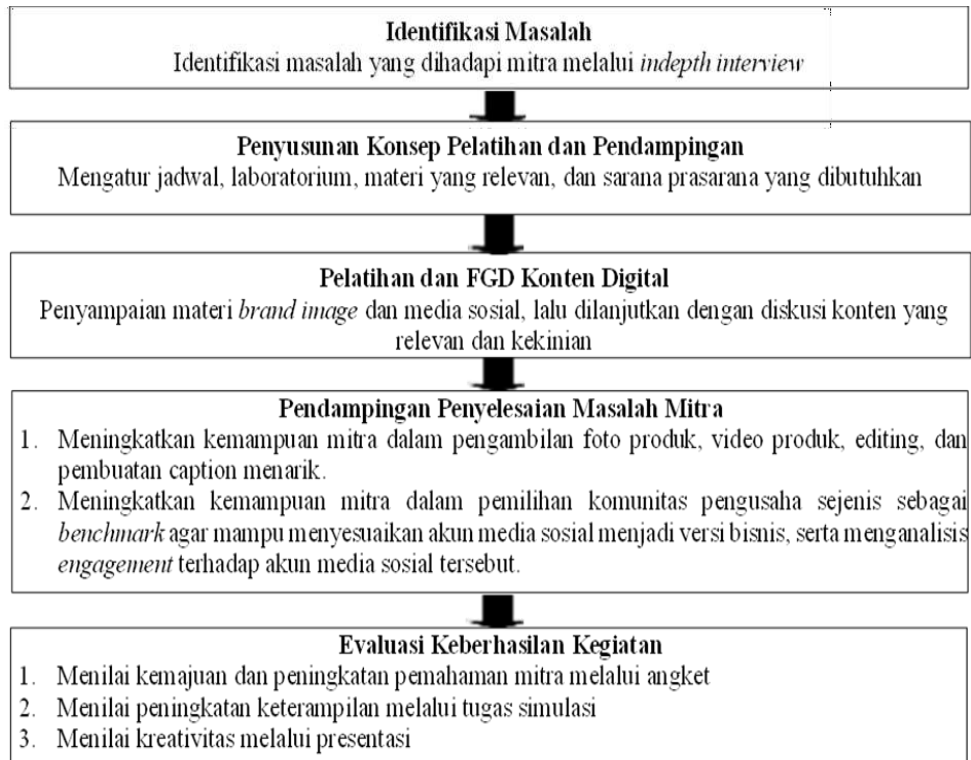 Identifikasi Masalah
Identifikasi masalah yang dihadapi mitra melalui indepth interview
Penyusunan Konsep Pelatihan dan Pendampingan
Mengatur jadwal, laboratorium, materi yang relevan, dan sarana prasarana yang dibutuhkan
Pelatihan dan FGD Konten Digital
Penyampaian materi brand image dan media sosial, lalu dilanjutkan dengan diskusi konten yang
relevan dan kekinian
Pendampingan Penyelesaian Masalah Mitra
1. Meningkatkan kemampuan mitra dalam pengambilan foto produk, video produk, editing, dan
pembuatan caption menarik.
2. Meningkatkan kemampuan mitra dalam pemilihan komunitas pengusaha sejenis sebagai
benchmark agar mampu menyesuaikan akun media sosial menjadi versi bisnis, serta menganalisis
engagement terhadap akun media sosial tersebut.
Evaluasi Keberhasilan Kegiatan
1. Menilai kemajuan dan peningkatan pemahaman mitra melalui angket
2. Menilai peningkatan keterampilan melalui tugas simulasi
3. Menilai kreativitas melalui presentasi